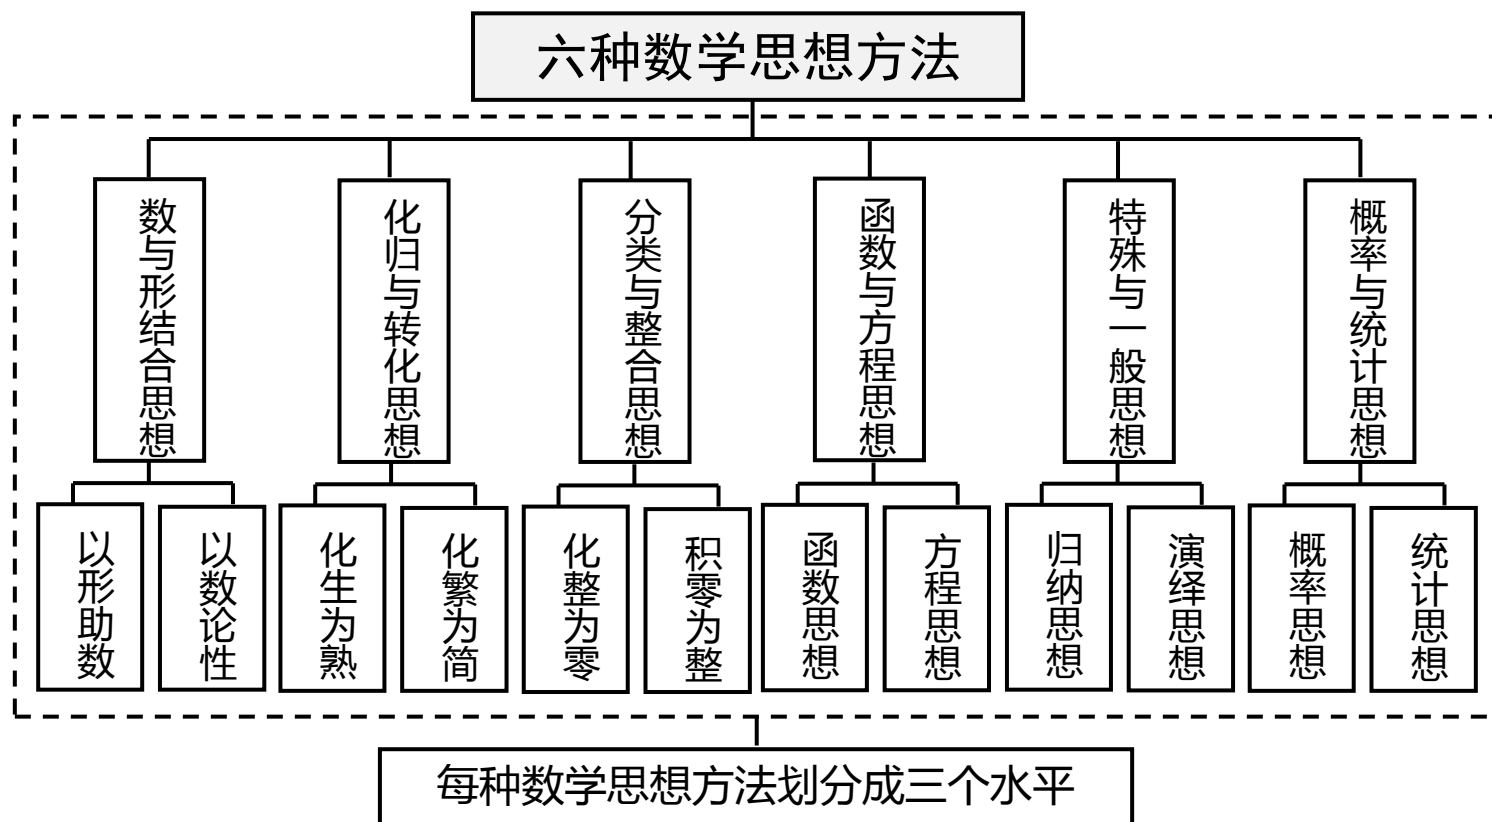 六种数学思想方法
数与形结合思想
化归与转化思想
分类与整合思想
函数与方程思想
特殊与一般思想
概率与统计思想
以形助数
以数论性
化生为熟
化繁为简
化整为零
积零为整
函数思想
方程思想
归纳思想
演绎思想
概率思想
统计思想
每种数学思想方法划分成三个水平